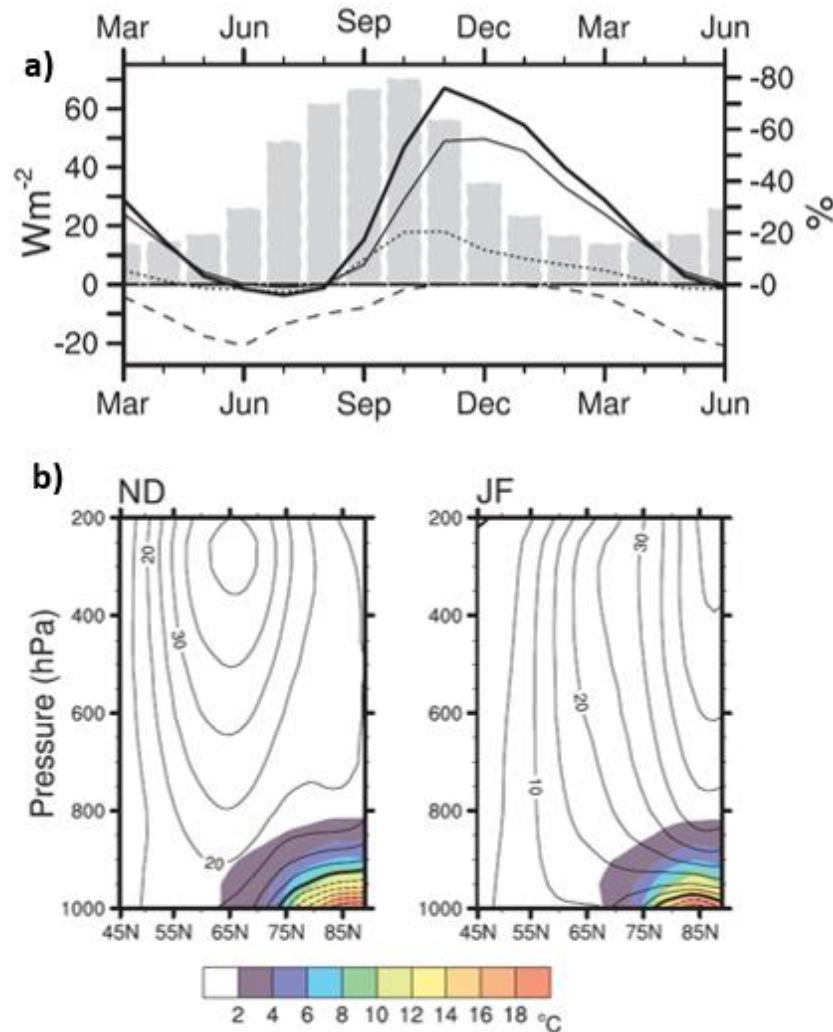 Mar Jun Sep Dec Mar Jun
a)
60
40
20
0
-20
Wm-2
-80
-60
-40
-20
-0
%
Mar Jun Sep Dec Mar Jun
b)
ND JF
200
400
600
800
1000
Pressure (hPa)
20
30
20
200
400
600
800
1000
30
20
10
45N 55N 65N 75N 85N
45N 55N 65N 75N 85N
2 4 6 8 10 12 14 16 18 °C